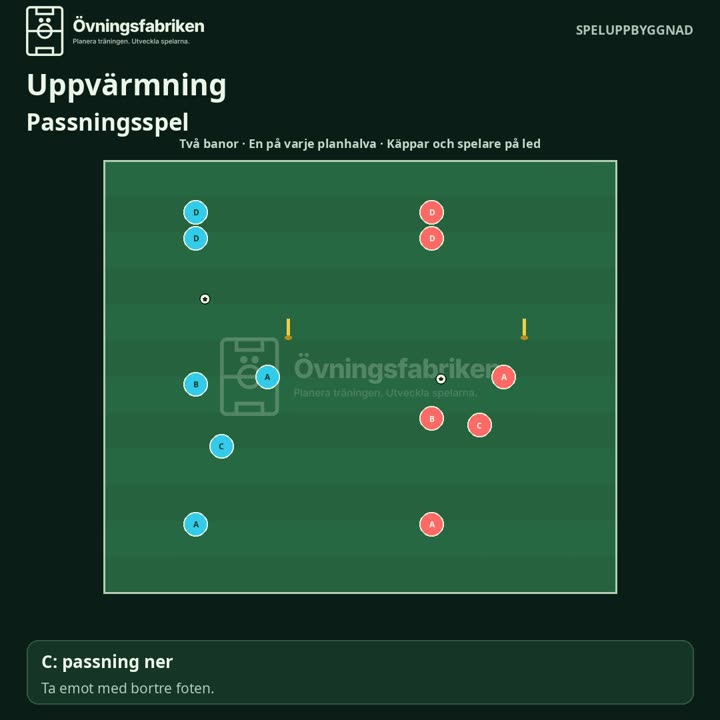 Övningsfabriken
Planera träningen. Utveckla spelarna.
SPELUPPBYGGNAD
Uppvärmning
Passningsspel
Två banor · En på varje planhalva · Käppar och spelare på led
D D
D D
Övningsfabriken
Planera träningen. Utveckla spelarna.
B A A
B C
C
A A
C: passning ner
Ta emot med bortre foten.